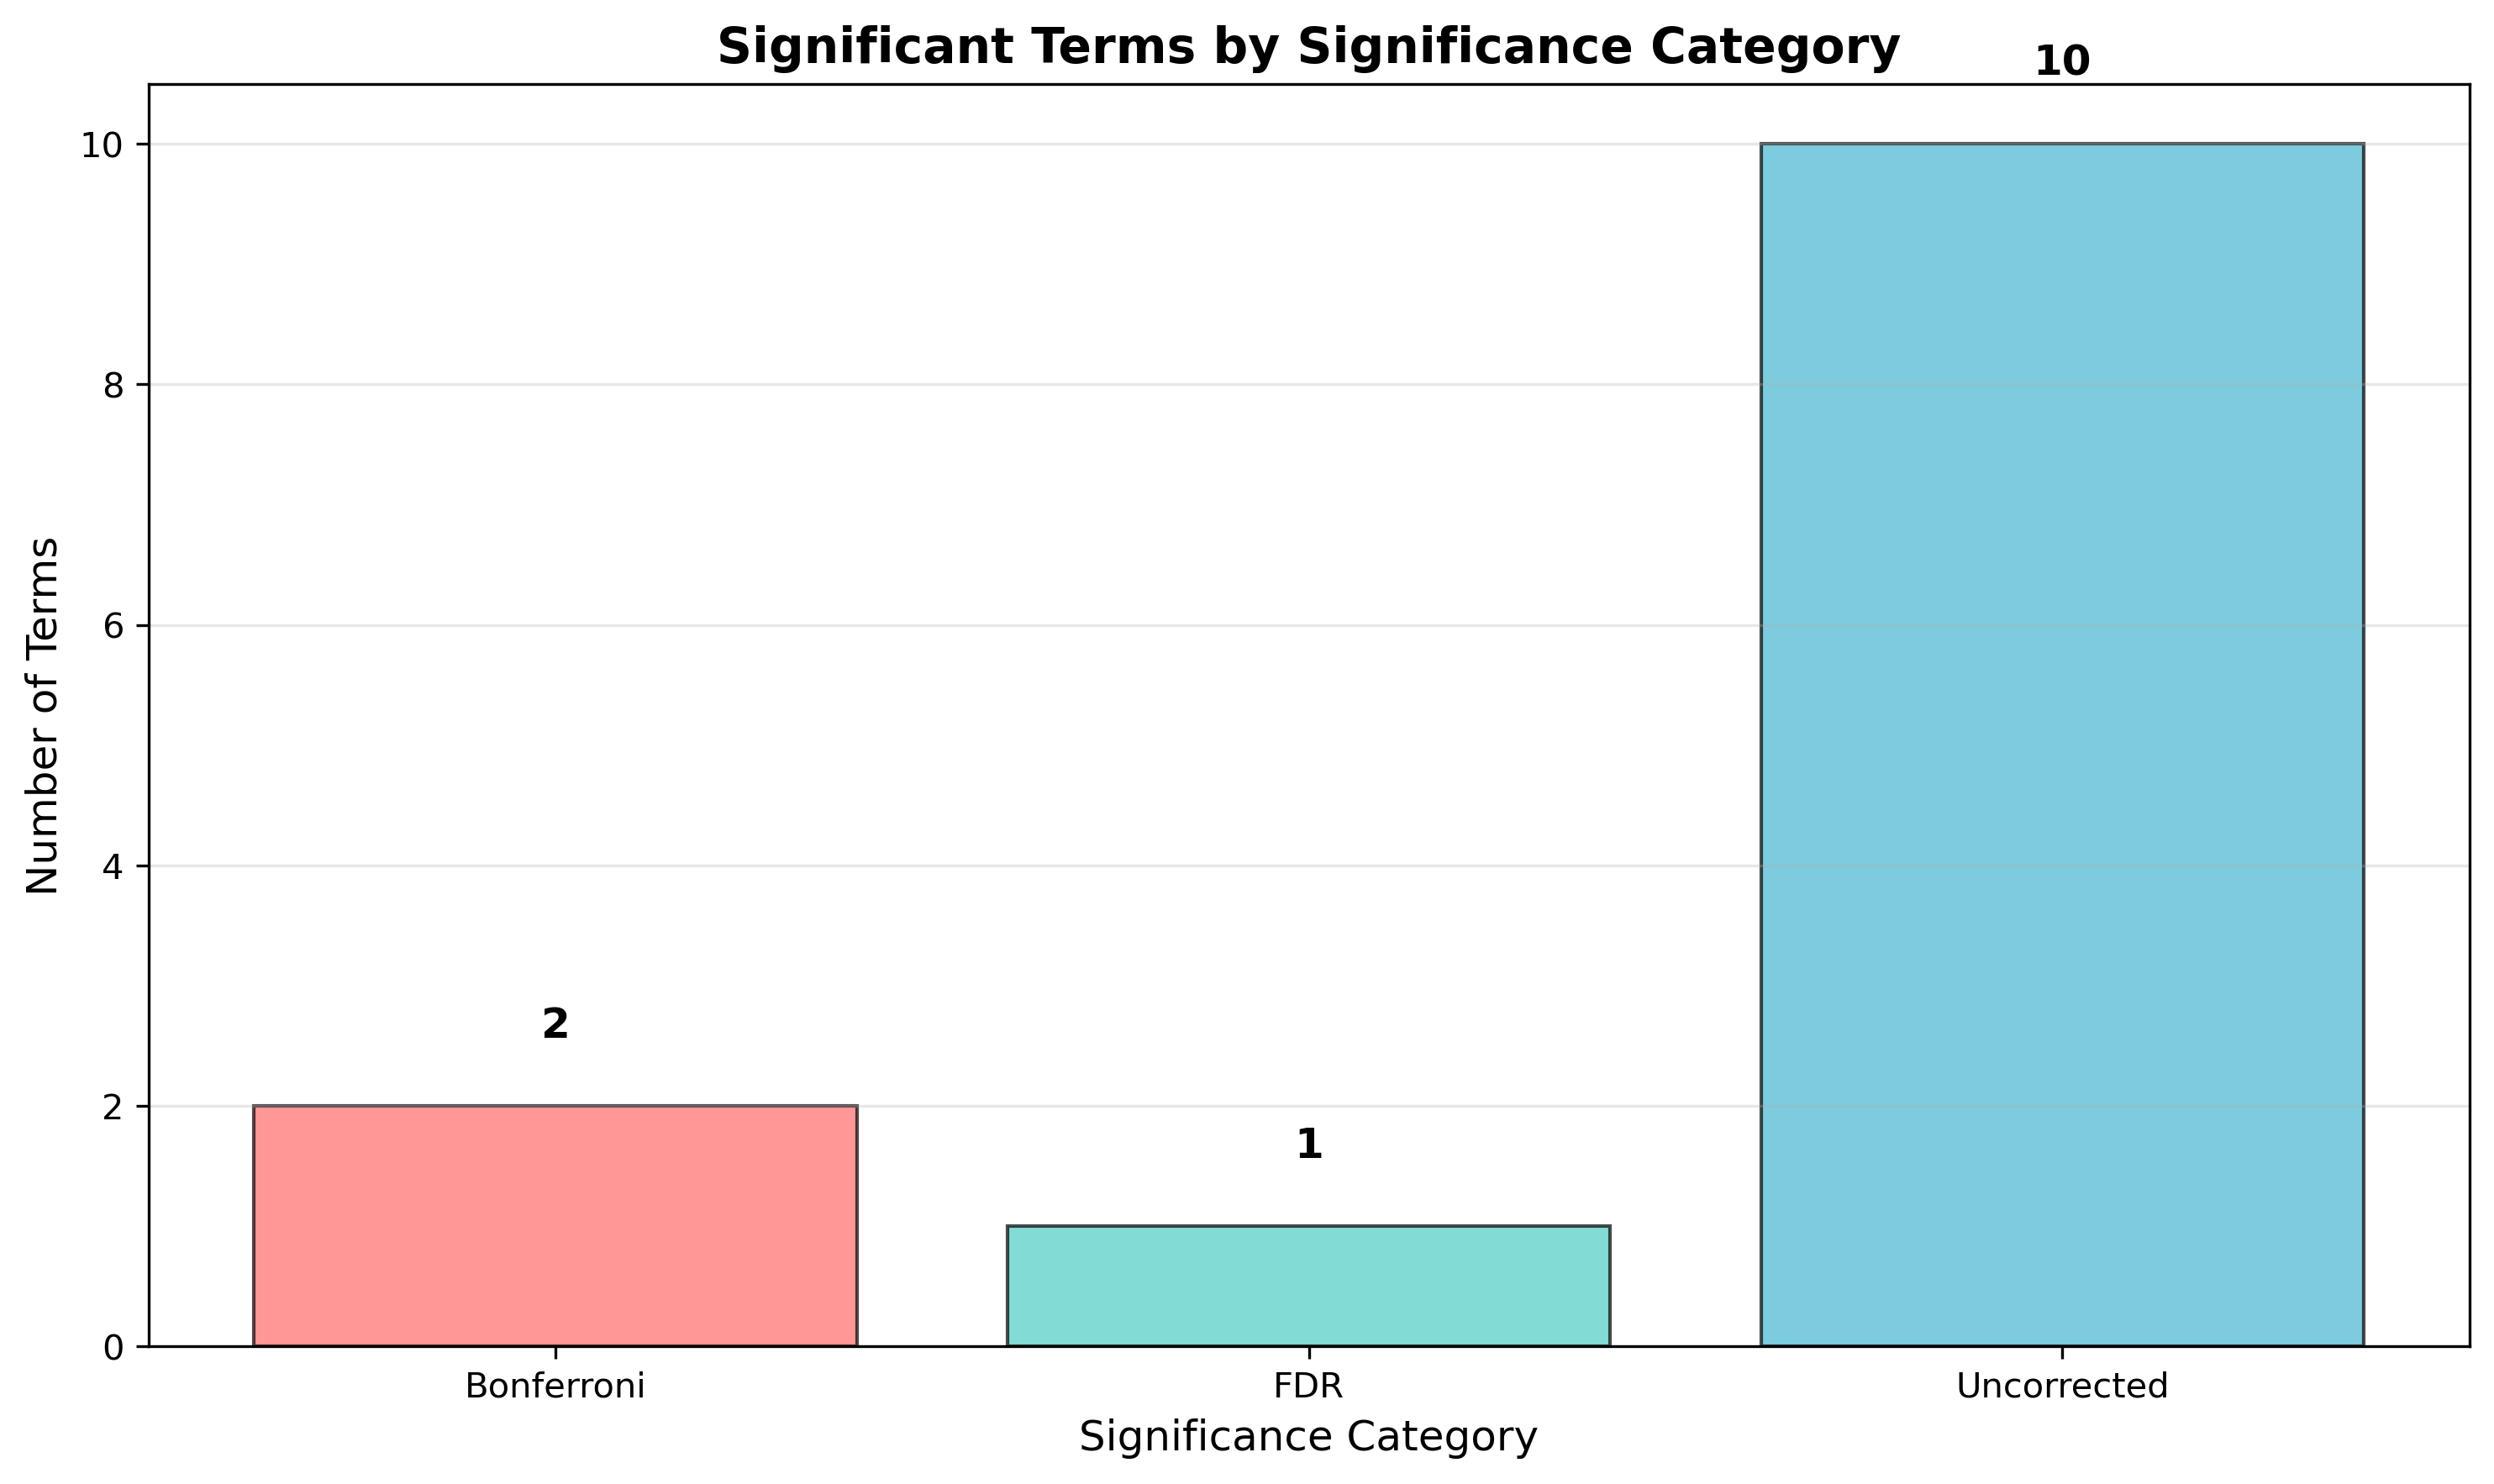 Significant Terms by Significance Category
10
10
8
6
4
2
0
Number of Terms
2
1
Bonferroni
FDR
Uncorrected
Significance Category